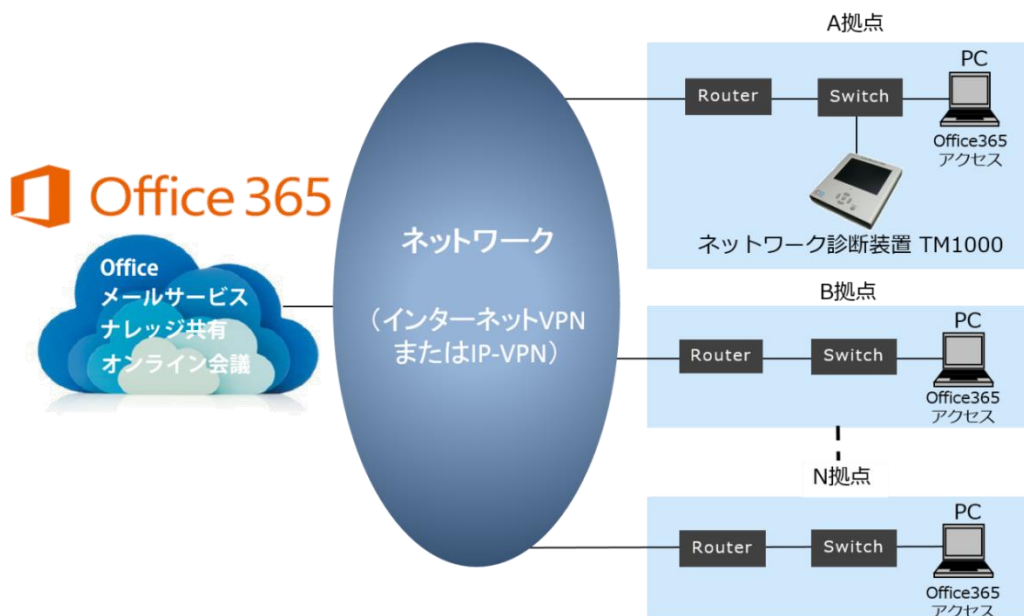 Office 365
Office
メールサービス
ナレッジ共有
オンライン会議
ネットワーク
（インターネットVPN
またはIP-VPN）
A拠点
Router
Switch
PC
Office365
アクセス
ネットワーク診断装置 TM1000
B拠点
Router
Switch
PC
Office365
アクセス
N拠点
Router
Switch
PC
Office365
アクセス